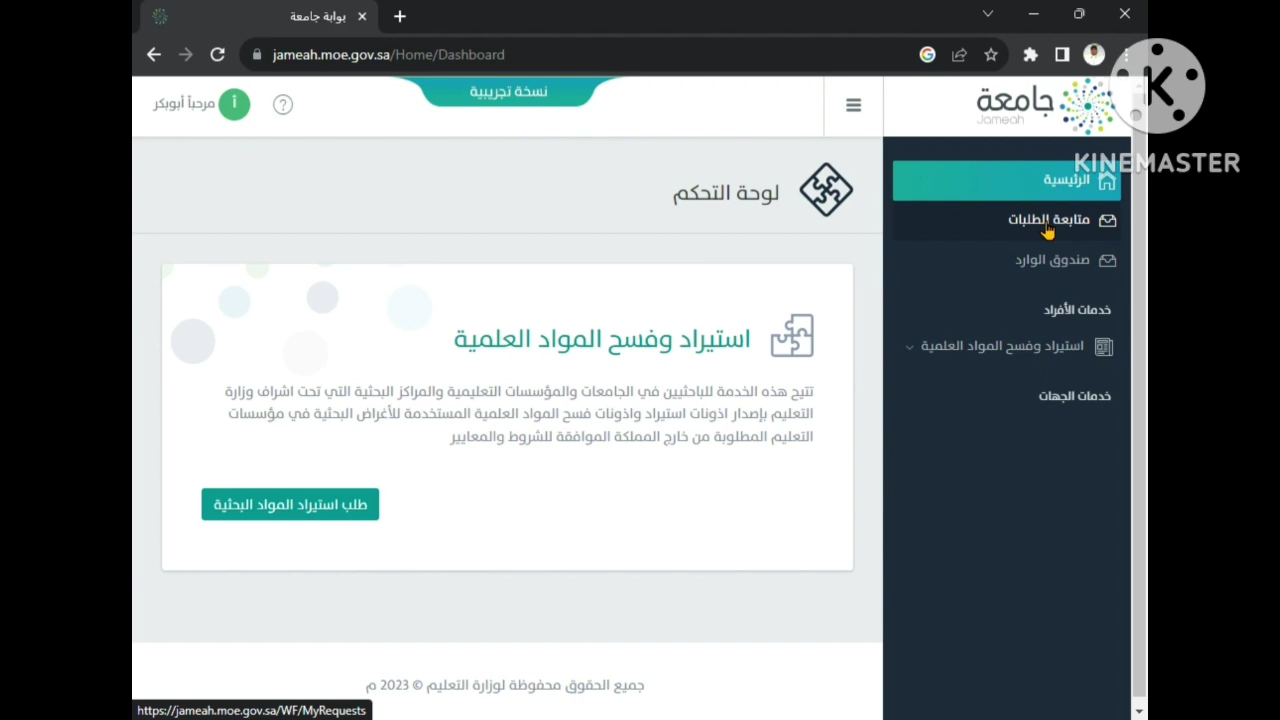 بوابة جامعة
jameah.moe.gov.sa/Home/Dashboard
K
KINEMASTER
جامعة
Jameah
نسخة تجريبية
مرحباً أبوبكر
أ
?
الرئيسية
متابعة الطلبات
صندوق الوارد
خدمات الأفراد
استيراد وفسح المواد العلمية
خدمات الجهات
لوحة التحكم
استيراد وفسح المواد العلمية
تتيح هذه الخدمة للباحثيين في الجامعات والمؤسسات التعليمية والمراكز البحثية التي تحت اشراف وزارة
التعليم بإصدار اذونات استيراد واذونات فسح المواد العلمية المستخدمة للأغراض البحثية في مؤسسات
التعليم المطلوبة من خارج المملكة الموافقة للشروط والمعايير
طلب استيراد المواد البحثية
جميع الحقوق محفوظة لوزارة التعليم © 2023 م
https://jameah.moe.gov.sa/WF/MyRequests